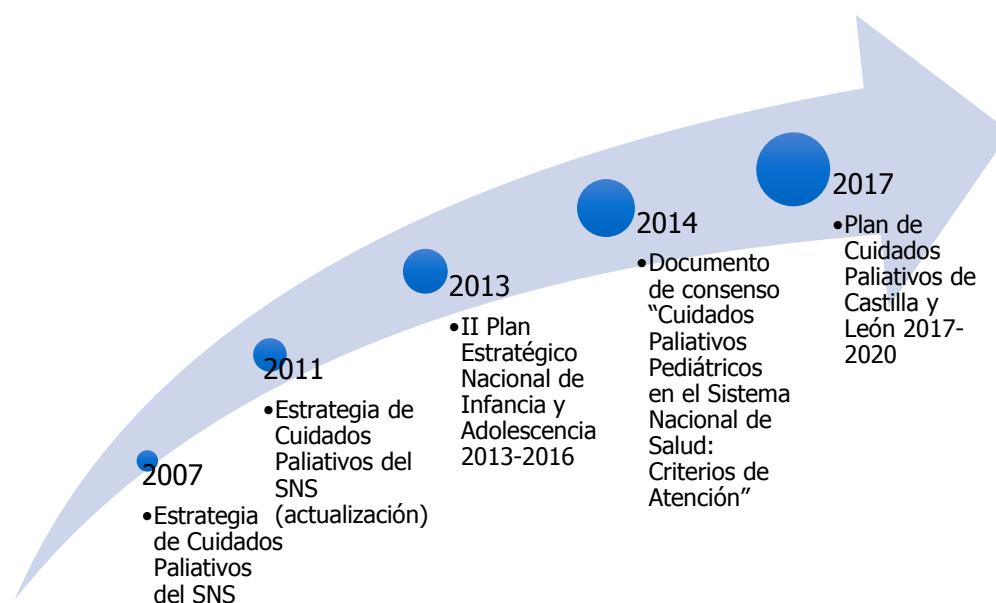 2007
•Estrategia
de Cuidados
Paliativos
del SNS
2011
•Estrategia de
Cuidados
Paliativos del
SNS
(actualización)
2013
•II Plan
Estratégico
Nacional de
Infancia y
Adolescencia
2013-2016
2014
•Documento
de consenso
“Cuidados
Paliativos
Pediátricos
en el Sistema
Nacional de
Salud:
Criterios de
Atención”
2017
•Plan de
Cuidados
Paliativos de
Castilla y
León 2017-
2020